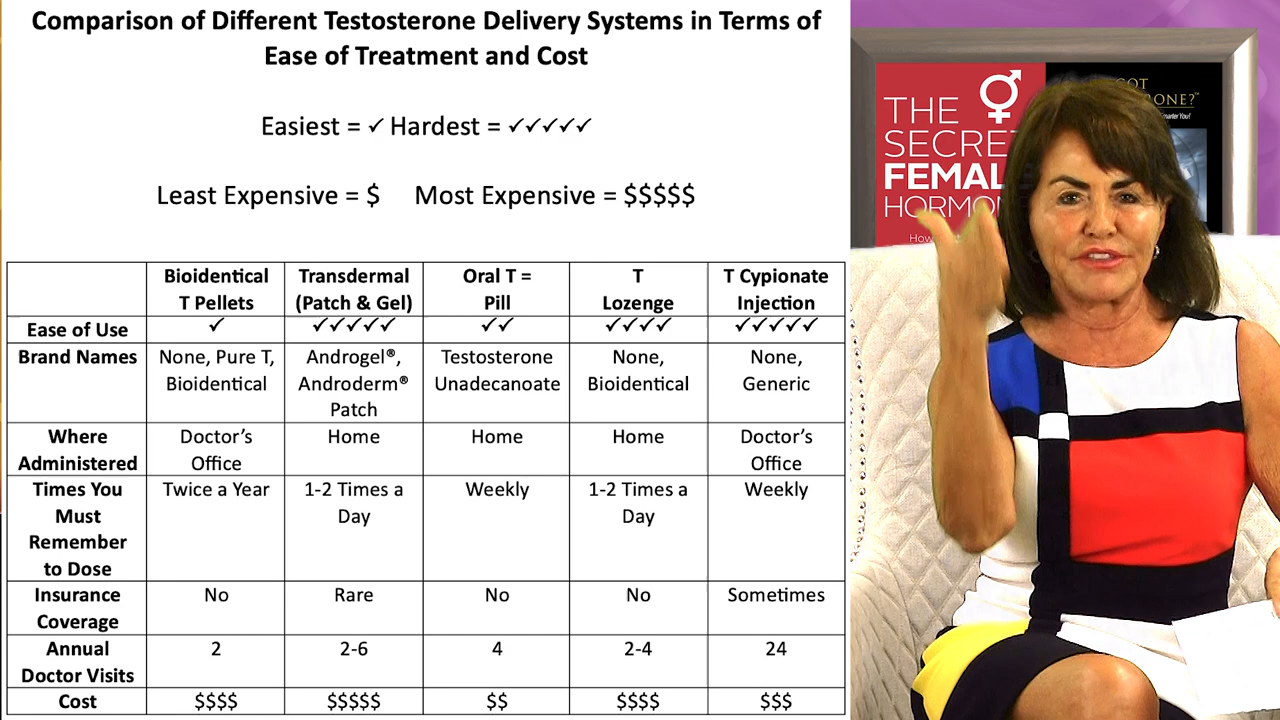 Comparison of Different Testosterone Delivery Systems in Terms of
Ease of Treatment and Cost
Easiest = ✓ Hardest = ✓✓✓✓✓
Least Expensive = $ Most Expensive = $$$$$
Bioidentical T Pellets | Transdermal (Patch & Gel) | Oral T = Pill | T Lozenge | T Cypionate Injection
Ease of Use | ✓ | ✓✓✓✓✓ | ✓✓ | ✓✓✓✓ | ✓✓✓✓✓
Brand Names | None, Pure T, Bioidentical | Androgel®, Androderm® Patch | Testosterone Unadecanoate | None, Bioidentical | None, Generic
Where Administered | Doctor’s Office | Home | Home | Home | Doctor’s Office
Times You Must Remember to Dose | Twice a Year | 1-2 Times a Day | Weekly | 1-2 Times a Day | Weekly
Insurance Coverage | No | Rare | No | No | Sometimes
Annual Doctor Visits | 2 | 2-6 | 4 | 2-4 | 24
Cost | $$$$ | $$$$$ | $$ | $$$$ | $$$
THE
FEMAL
How